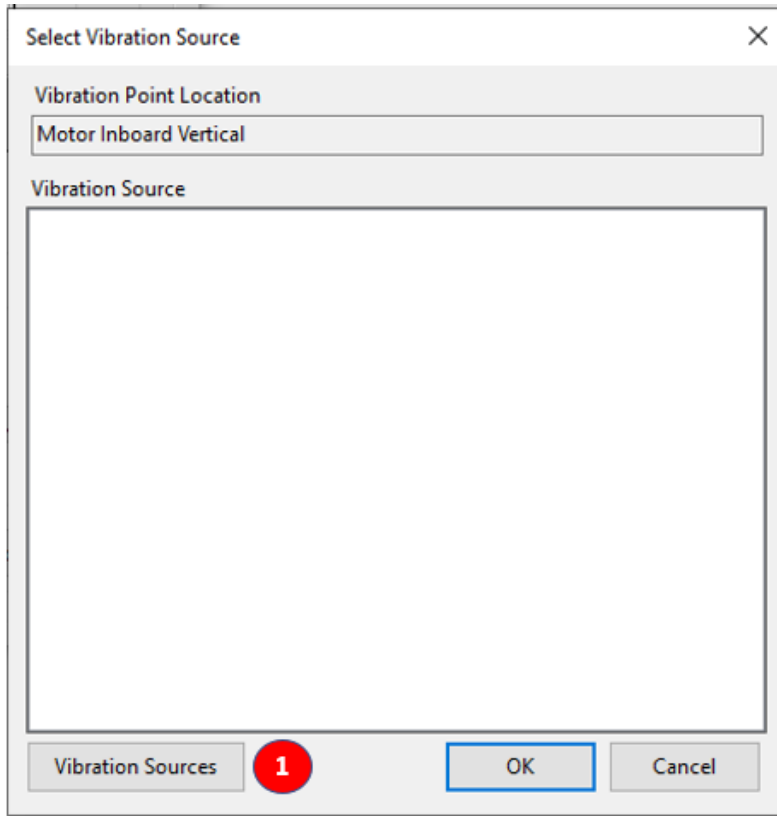 Select Vibration Source
Vibration Point Location
Motor Inboard Vertical
Vibration Source
Vibration Sources
1
OK
Cancel